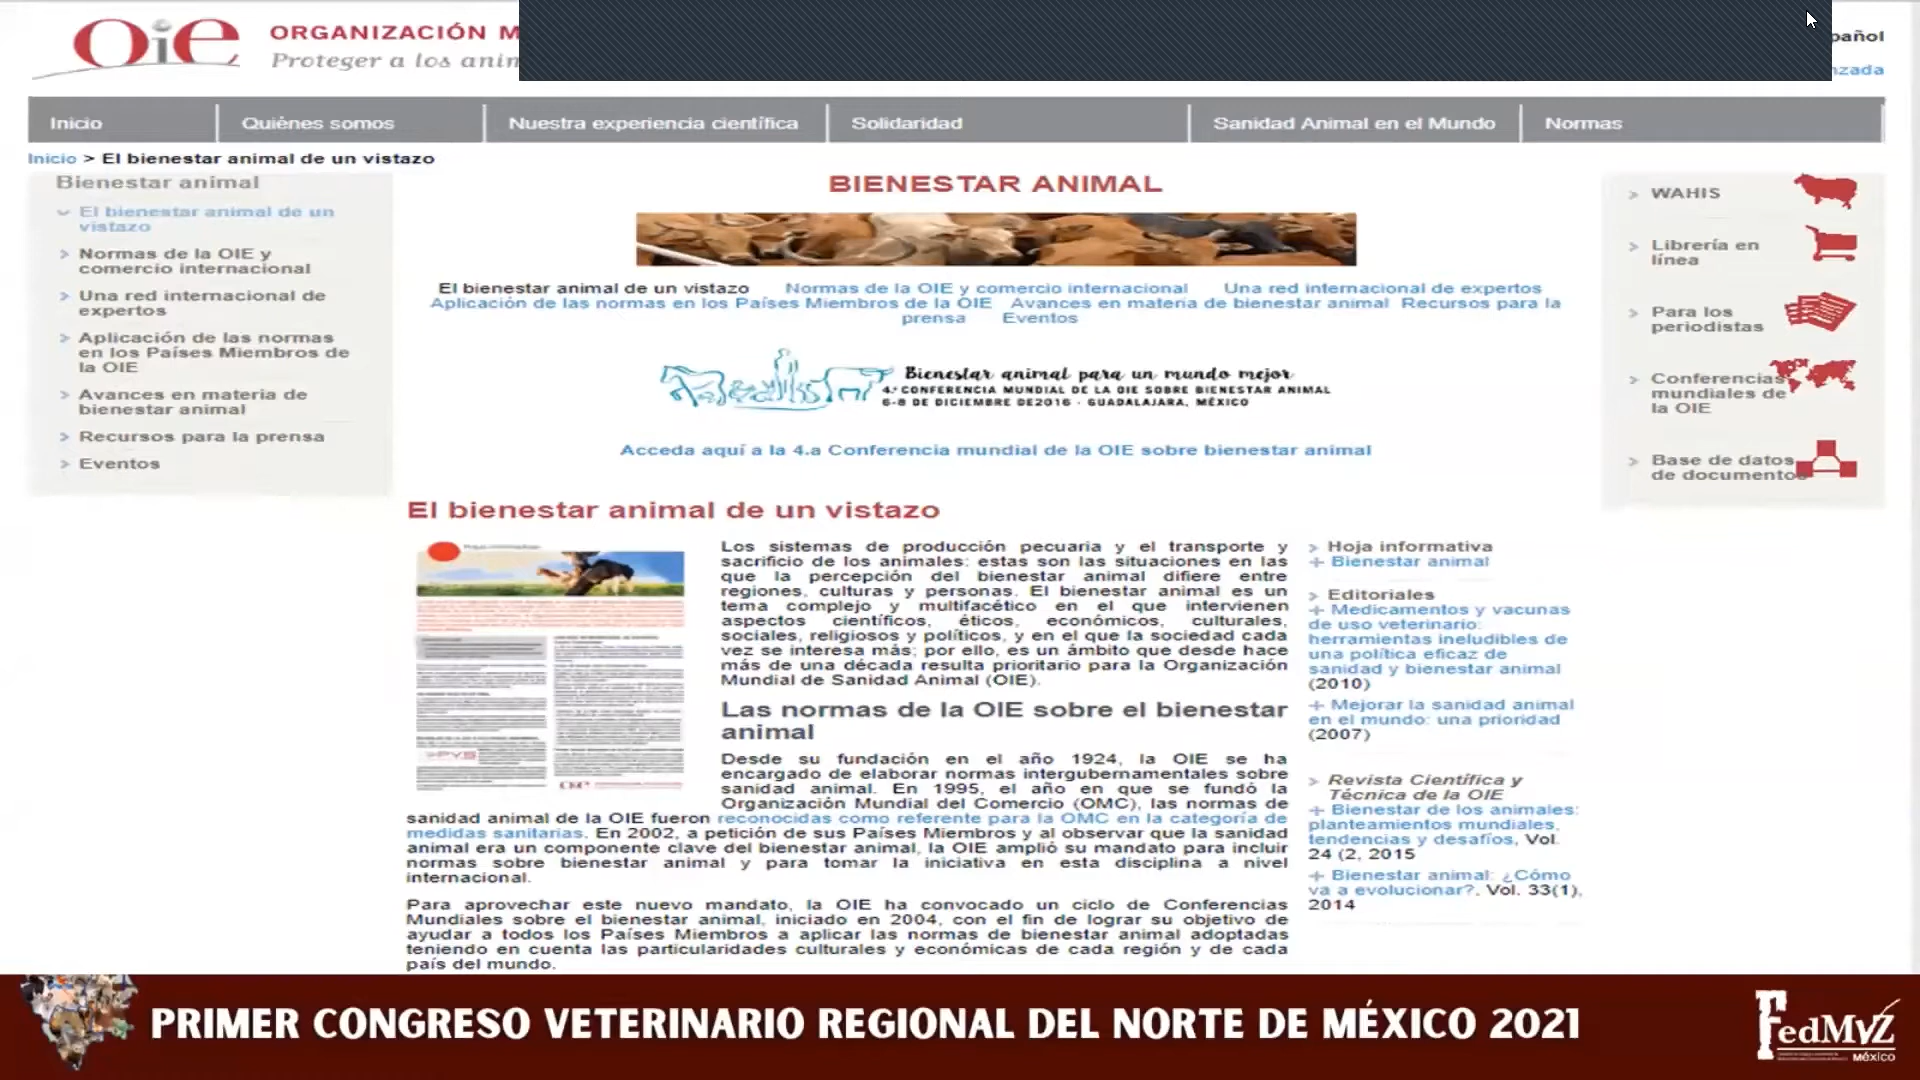 Oie
ORGANIZACIÓN M
Proteger a los anim
pañol
nzada
Inicio
Quiénes somos
Nuestra experiencia científica
Solidaridad
Sanidad Animal en el Mundo
Normas
Inicio > El bienestar animal de un vistazo
Bienestar animal
El bienestar animal de un
vistazo
Normas de la OIE y
comercio internacional
Una red internacional de
expertos
Aplicación de las normas
en los Países Miembros de
la OIE
Avances en materia de
bienestar animal
Recursos para la prensa
Eventos
BIENESTAR ANIMAL
El bienestar animal de un vistazo Normas de la OIE y comercio internacional Una red internacional de expertos
Aplicación de las normas en los Países Miembros de la OIE Avances en materia de bienestar animal Recursos para la
prensa Eventos
Bienestar animal para un mundo mejor
4.ª CONFERENCIA MUNDIAL DE LA OIE SOBRE BIENESTAR ANIMAL
6-8 DE DICIEMBRE DE2016 - GUADALAJARA, MÉXICO
Acceda aquí a la 4.a Conferencia mundial de la OIE sobre bienestar animal
WAHIS
Librería en
línea
Para los
periodistas
Conferencias
mundiales de
la OIE
Base de datos
de documentos
El bienestar animal de un vistazo
Los sistemas de producción pecuaria y el transporte y
sacrificio de los animales: estas son las situaciones en las
que la percepción del bienestar animal difiere entre
regiones, culturas y personas. El bienestar animal es un
tema complejo y multifacético en el que intervienen
aspectos científicos, éticos, económicos, culturales,
sociales, religiosos y políticos, y en el que la sociedad cada
vez se interesa más; por ello, es un ámbito que desde hace
más de una década resulta prioritario para la Organización
Mundial de Sanidad Animal (OIE).
Las normas de la OIE sobre el bienestar
animal
Desde su fundación en el año 1924, la OIE se ha
encargado de elaborar normas intergubernamentales sobre
sanidad animal. En 1995, el año en que se fundó la
Organización Mundial del Comercio (OMC), las normas de
sanidad animal de la OIE fueron reconocidas como referente para la OMC en la categoría de
medidas sanitarias. En 2002, a petición de sus Países Miembros y al observar que la sanidad
animal era un componente clave del bienestar animal, la OIE amplió su mandato para incluir
normas sobre bienestar animal y para tomar la iniciativa en esta disciplina a nivel
internacional.
Para aprovechar este nuevo mandato, la OIE ha convocado un ciclo de Conferencias
Mundiales sobre el bienestar animal, iniciado en 2004, con el fin de lograr su objetivo de
ayudar a todos los Países Miembros a aplicar las normas de bienestar animal adoptadas
teniendo en cuenta las particularidades culturales y económicas de cada región y de cada
país del mundo.
> Hoja informativa
+ Bienestar animal
> Editoriales
+ Medicamentos y vacunas
de uso veterinario:
herramientas ineludibles de
una política eficaz de
sanidad y bienestar animal
(2010)
+ Mejorar la sanidad animal
en el mundo: una prioridad
(2007)
> Revista Científica y
Técnica de la OIE
+ Bienestar de los animales:
planteamientos mundiales,
tendencias y desafíos, Vol.
24 (2, 2015
+ Bienestar animal: ¿Cómo
va a evolucionar?. Vol. 33(1),
2014
PRIMER CONGRESO VETERINARIO REGIONAL DEL NORTE DE MÉXICO 2021
FedMVZ
México